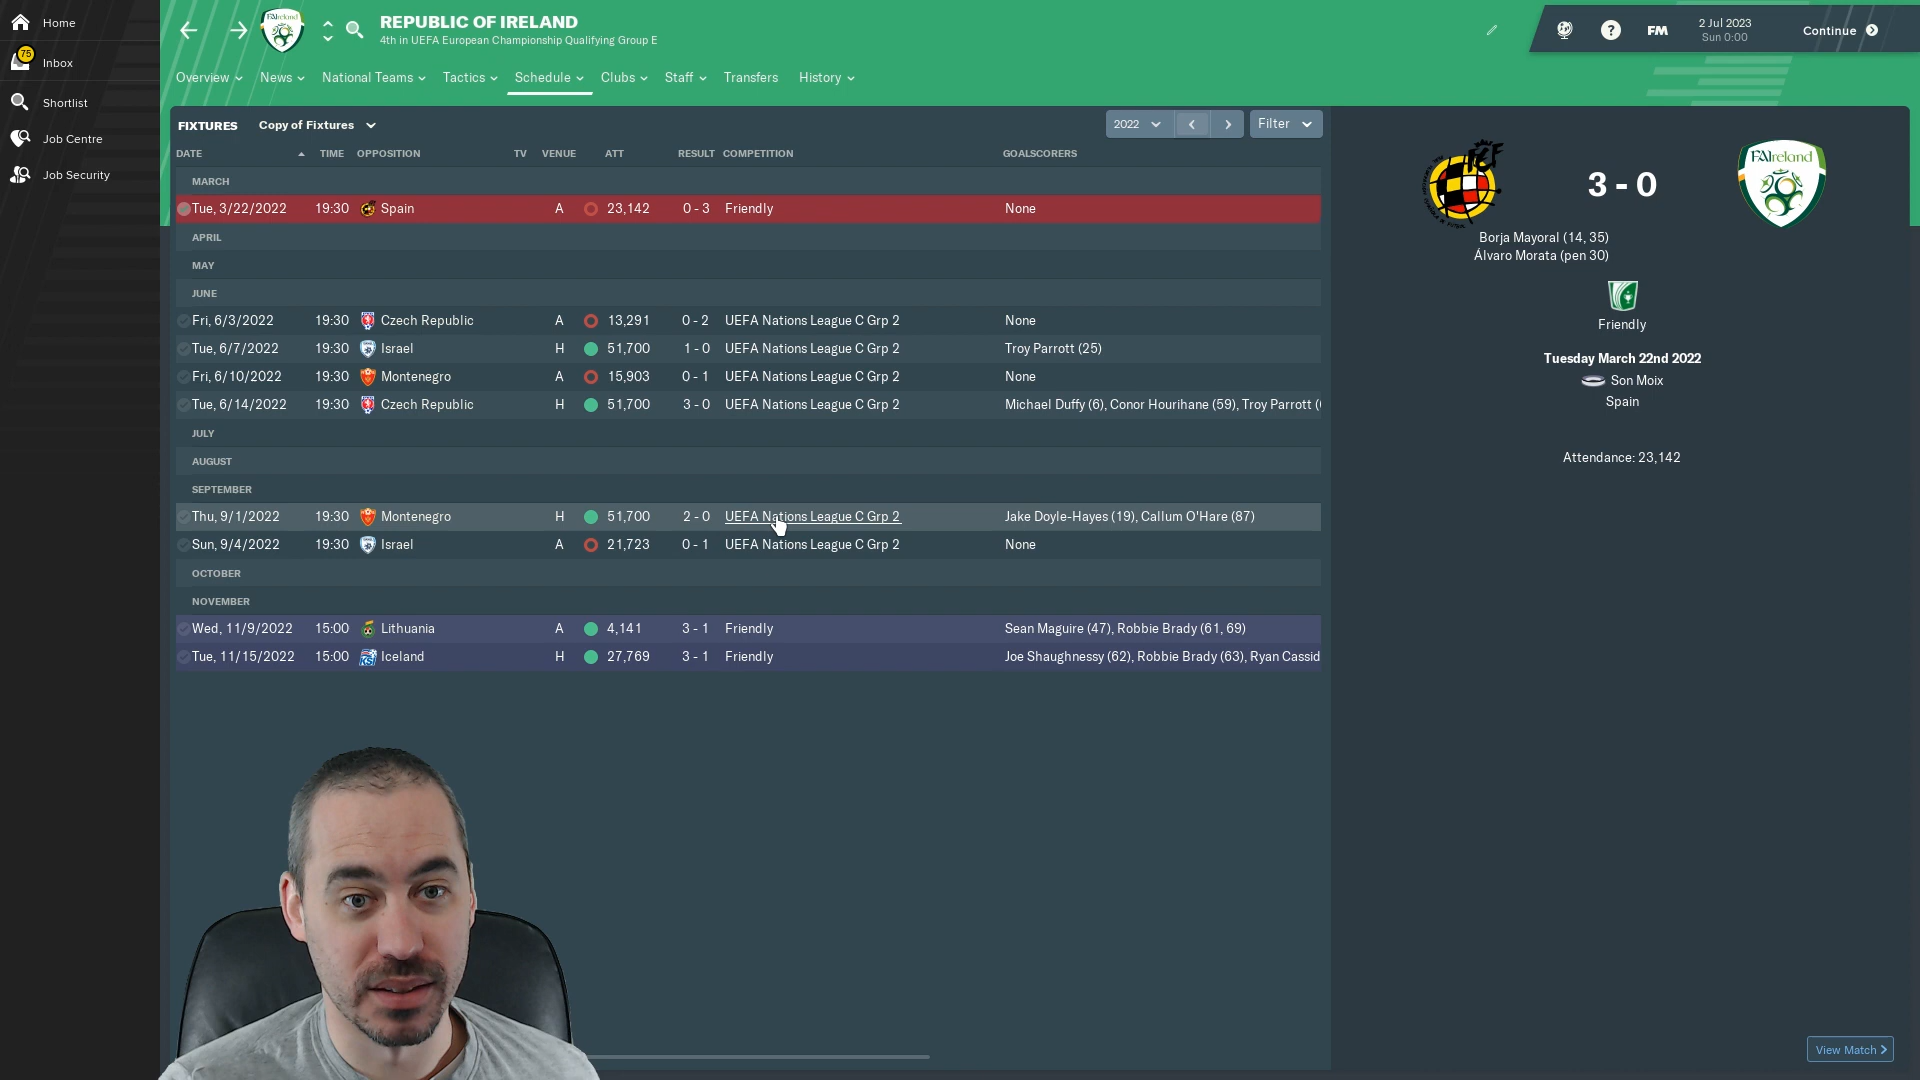 Home
75
Inbox
Shortlist
Job Centre
Job Security
REPUBLIC OF IRELAND
4th in UEFA European Championship Qualifying Group E
?
FM
2 Jul 2023
Sun 0:00
Continue
Overview News National Teams Tactics Schedule Clubs Staff Transfers History
FIXTURES Copy of Fixtures 2022 Filter
DATE TIME OPPOSITION TV VENUE ATT RESULT COMPETITION GOALSCORERS
MARCH
Tue, 3/22/2022 19:30 Spain A 23,142 0 - 3 Friendly None
APRIL
MAY
JUNE
Fri, 6/3/2022 19:30 Czech Republic A 13,291 0 - 2 UEFA Nations League C Grp 2 None
Tue, 6/7/2022 19:30 Israel H 51,700 1 - 0 UEFA Nations League C Grp 2 Troy Parrott (25)
Fri, 6/10/2022 19:30 Montenegro A 15,903 0 - 1 UEFA Nations League C Grp 2 None
Tue, 6/14/2022 19:30 Czech Republic H 51,700 3 - 0 UEFA Nations League C Grp 2 Michael Duffy (6), Conor Hourihane (59), Troy Parrott (
JULY
AUGUST
SEPTEMBER
Thu, 9/1/2022 19:30 Montenegro H 51,700 2 - 0 UEFA Nations League C Grp 2 Jake Doyle-Hayes (19), Callum O'Hare (87)
Sun, 9/4/2022 19:30 Israel A 21,723 0 - 1 UEFA Nations League C Grp 2 None
OCTOBER
NOVEMBER
Wed, 11/9/2022 15:00 Lithuania A 4,141 3 - 1 Friendly Sean Maguire (47), Robbie Brady (61, 69)
Tue, 11/15/2022 15:00 Iceland H 27,769 3 - 1 Friendly Joe Shaughnessy (62), Robbie Brady (63), Ryan Cassid
FAIreland
3 - 0
Borja Mayoral (14, 35)
Álvaro Morata (pen 30)
Friendly
Tuesday March 22nd 2022
Son Moix
Spain
Attendance: 23,142
View Match